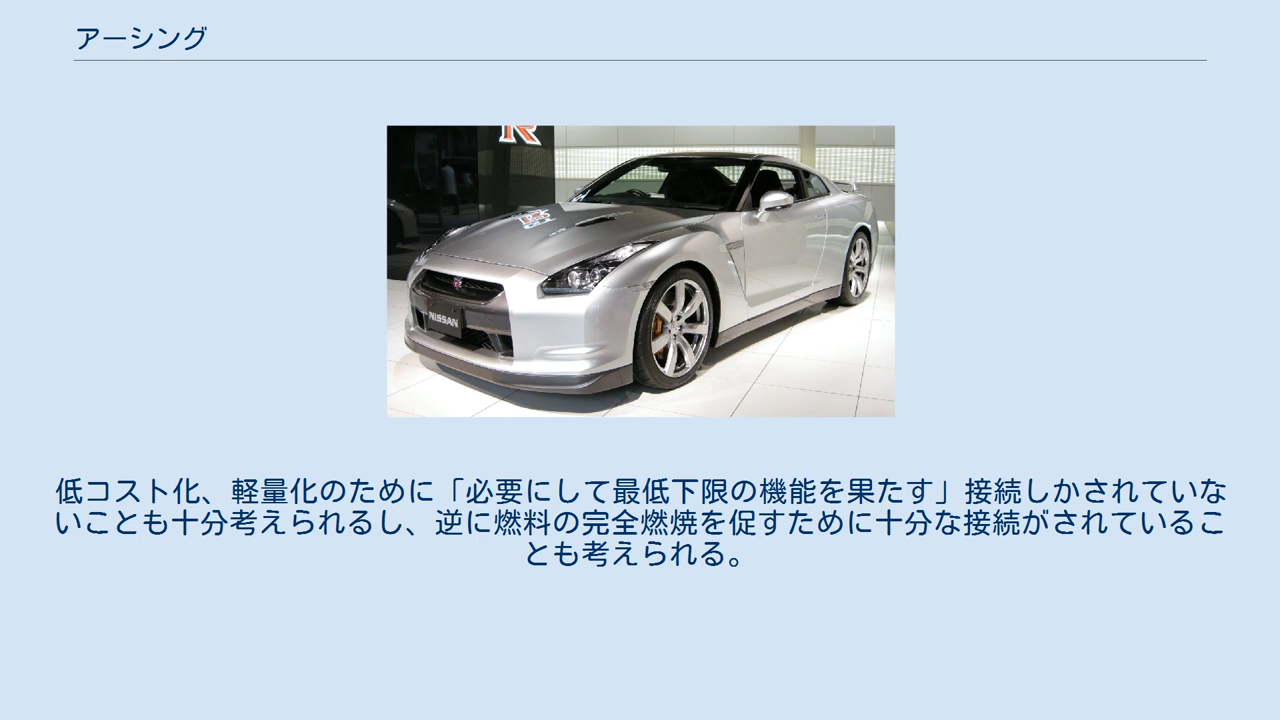 アーシング
R
NISSAN
低コスト化、軽量化のために「必要にして最低下限の機能を果たす」接続しかされていな
いことも十分考えられるし、逆に燃料の完全燃焼を促すために十分な接続がされているこ
とも考えられる。